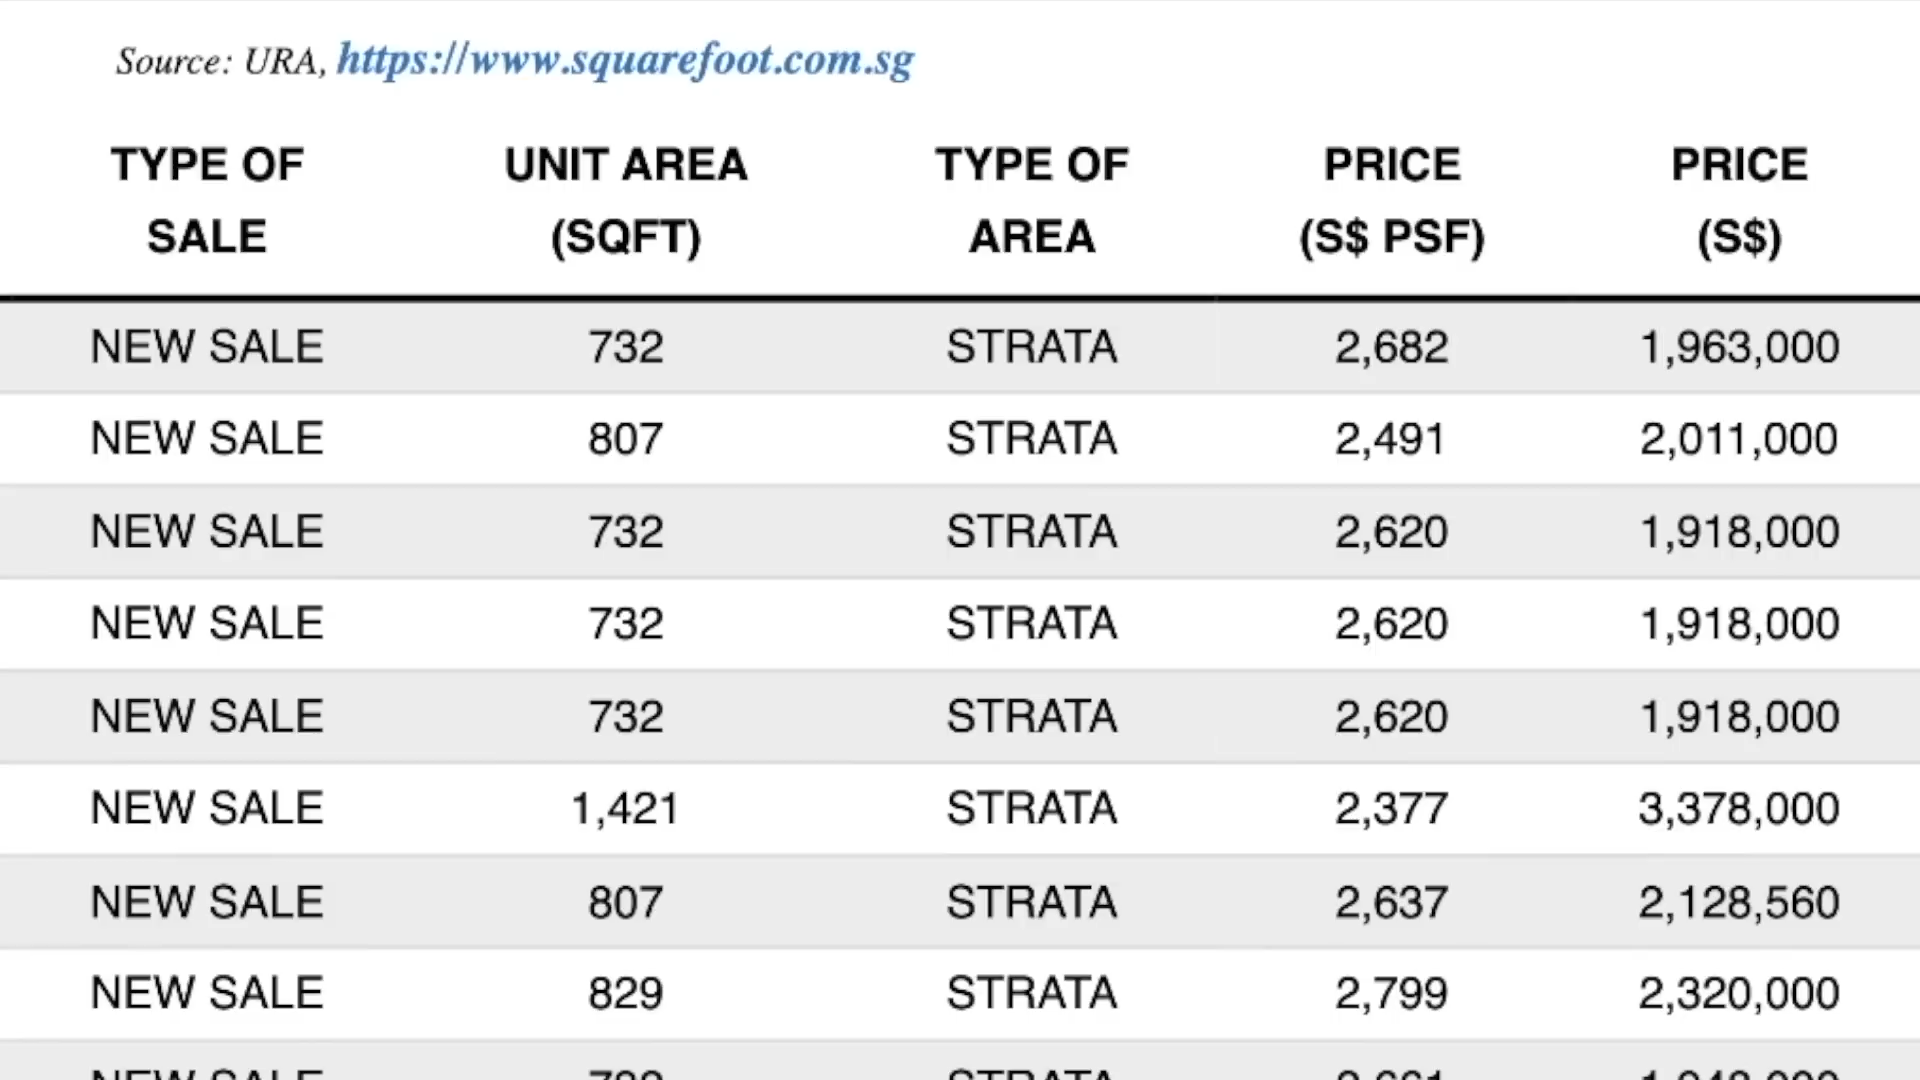 Source: URA, https://www.squarefoot.com.sg
TYPE OF SALE UNIT AREA (SQFT) TYPE OF AREA PRICE (S$ PSF) PRICE (S$)
NEW SALE 732 STRATA 2,682 1,963,000
NEW SALE 807 STRATA 2,491 2,011,000
NEW SALE 732 STRATA 2,620 1,918,000
NEW SALE 732 STRATA 2,620 1,918,000
NEW SALE 732 STRATA 2,620 1,918,000
NEW SALE 1,421 STRATA 2,377 3,378,000
NEW SALE 807 STRATA 2,637 2,128,560
NEW SALE 829 STRATA 2,799 2,320,000
NEW SALE STRATA